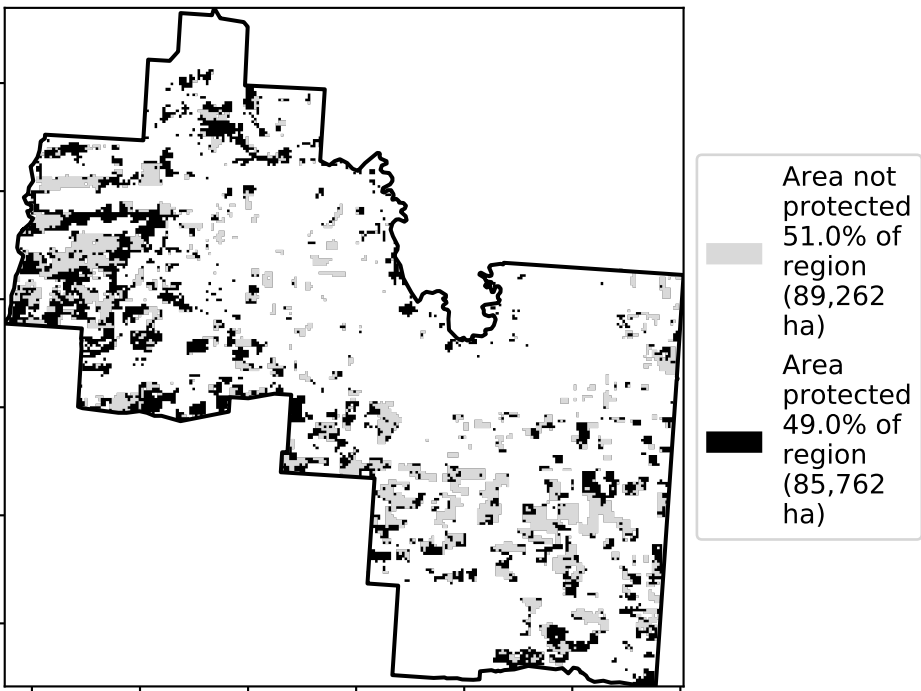 Area not
protected
51.0% of
region
(89,262
ha)
Area
protected
49.0% of
region
(85,762
ha)